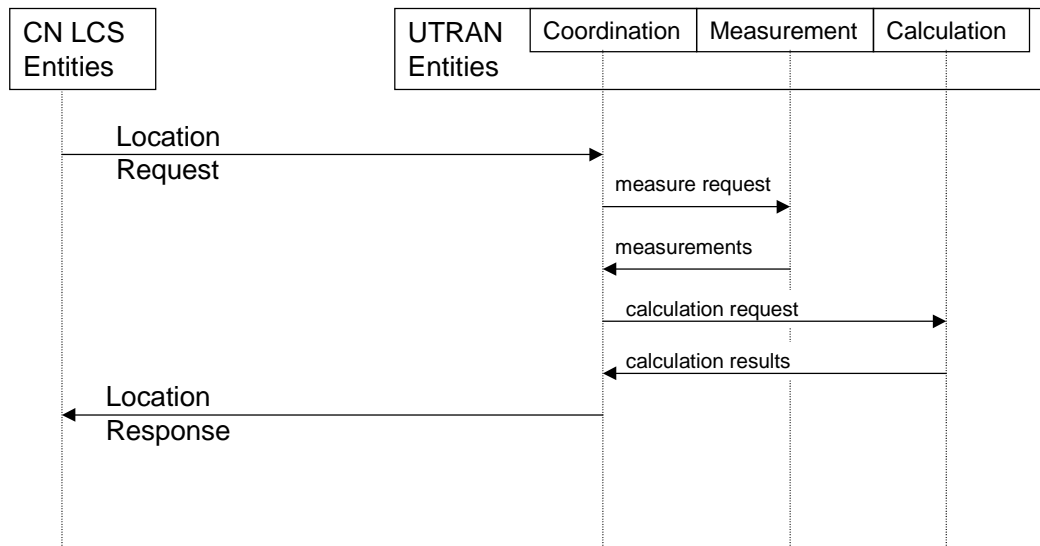 CN LCS
Entities
UTRAN
Entities
Coordination
Measurement
Calculation
Location
Request
measure request
measurements
calculation request
calculation results
Location
Response